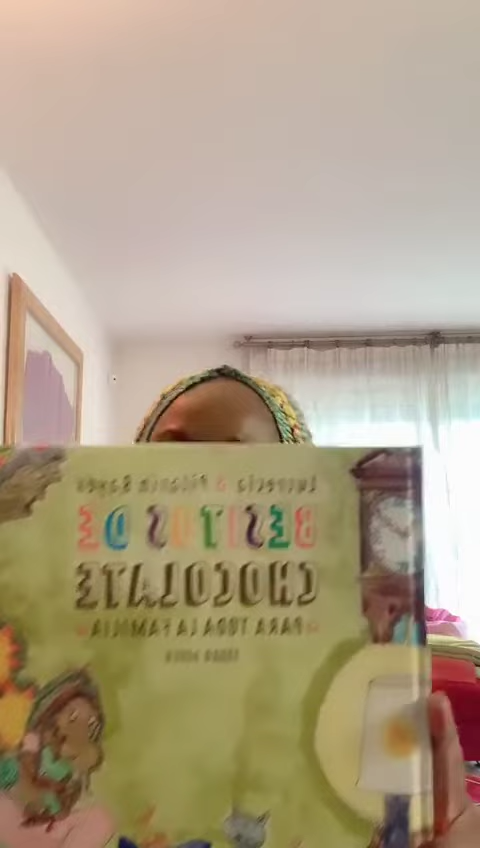 Lucrecia & Pilarín Bayés
BESITOS DE
CHOCOLATE
PARA TODA LA FAMILIA